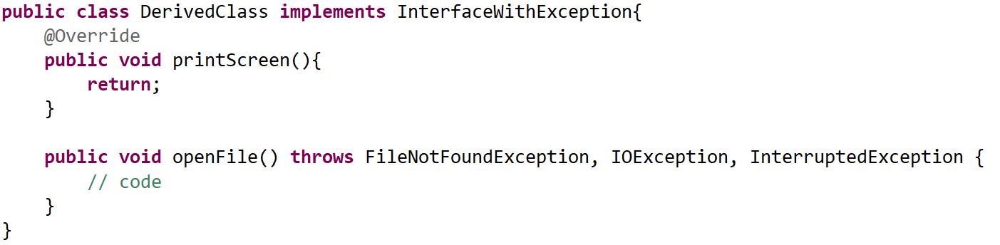 public class DerivedClass implements InterfaceWithException{
    @Override
    public void printScreen(){
        return;
    }

    public void openFile() throws FileNotFoundException, IOException, InterruptedException {
        // code
    }
}